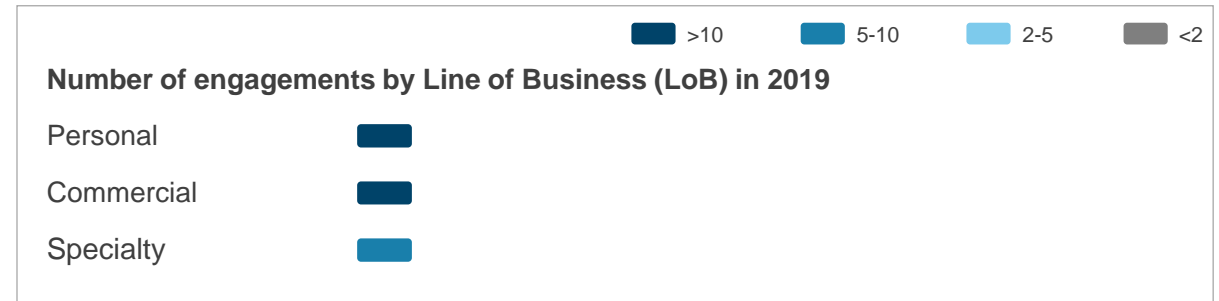 >10 5-10 2-5 <2
Number of engagements by Line of Business (LoB) in 2019
Personal
Commercial
Specialty